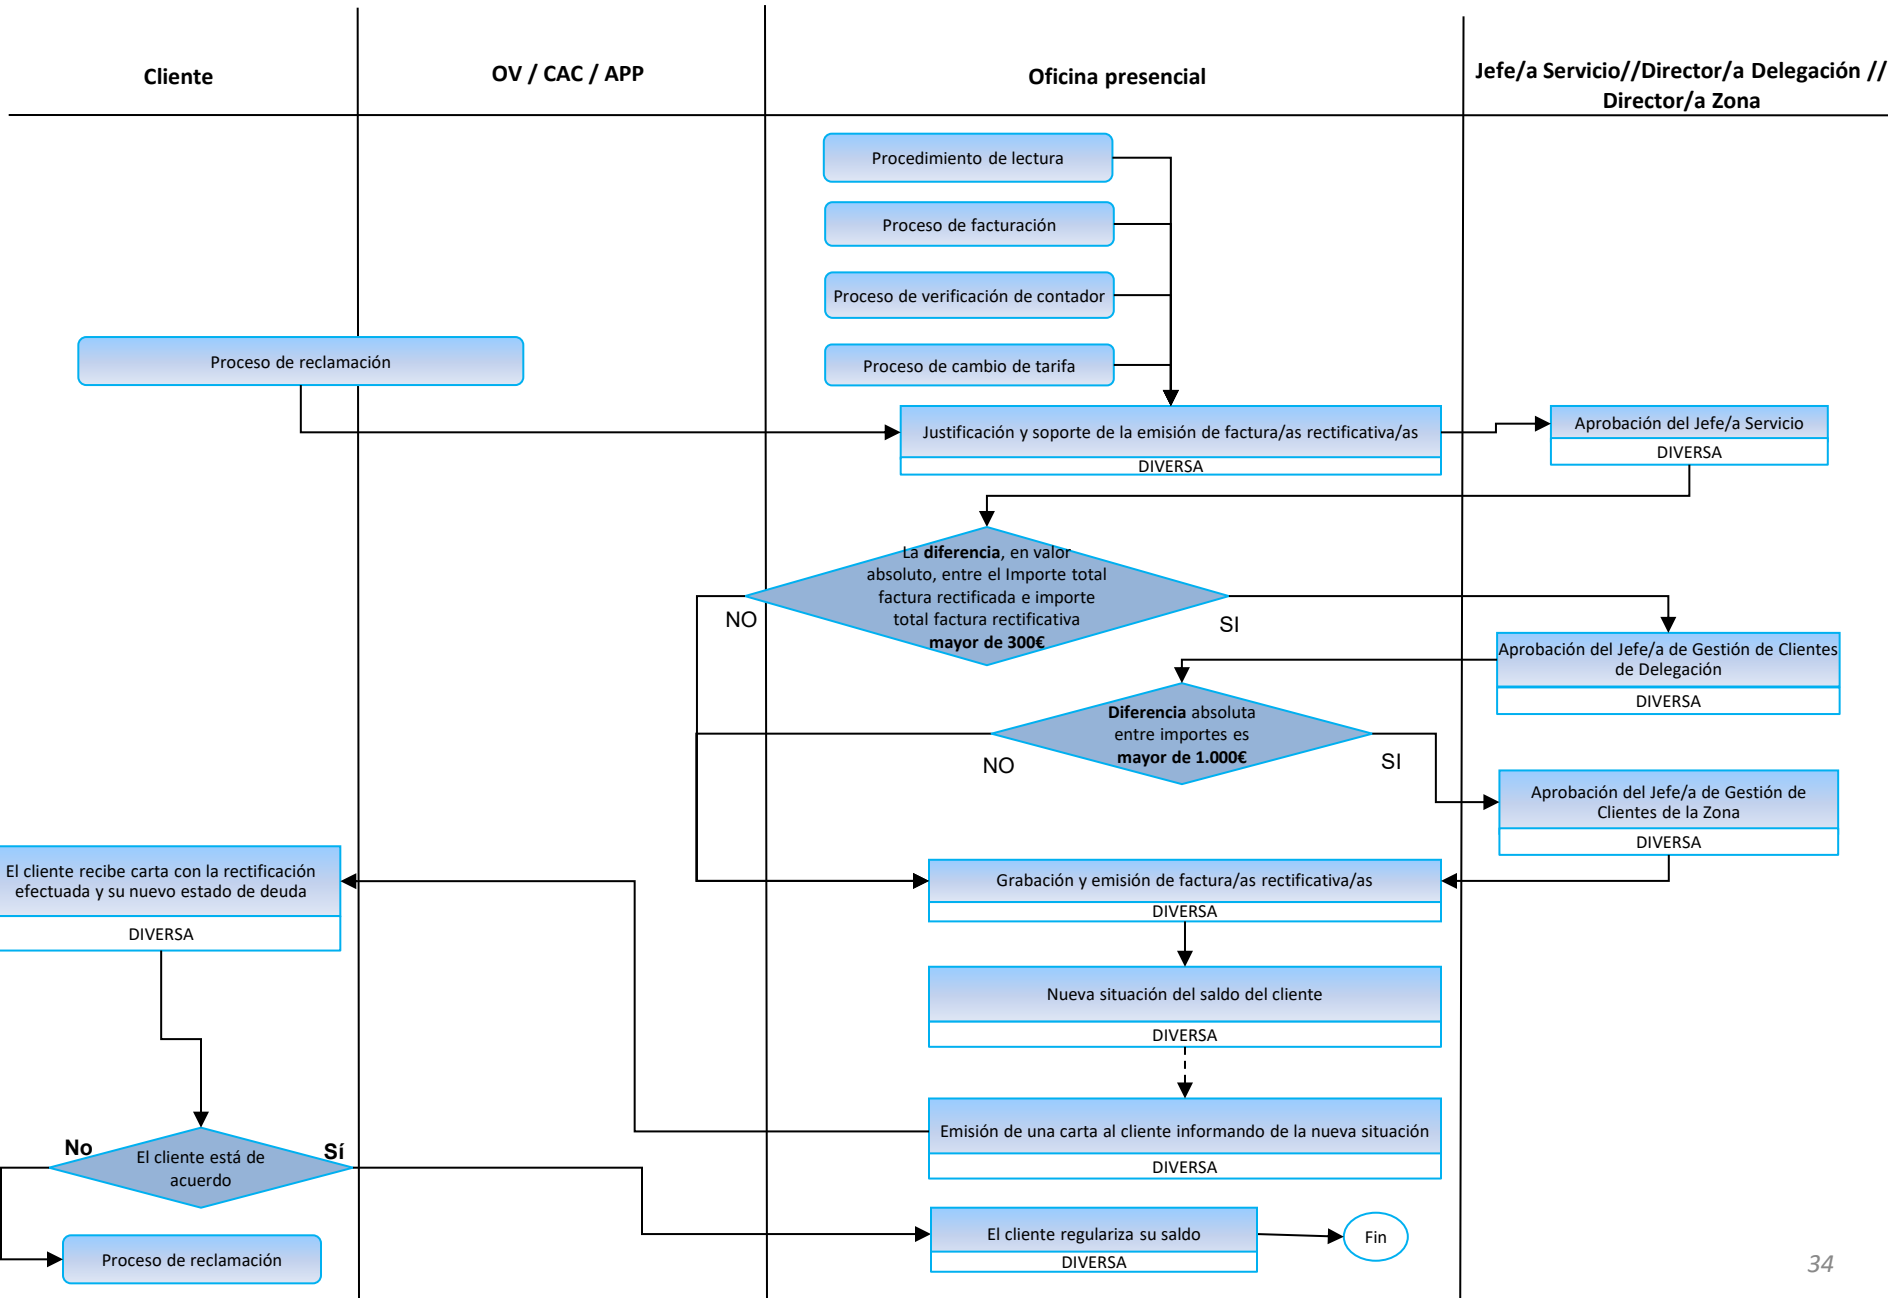 Cliente
OV / CAC / APP
Oficina presencial
Jefe/a Servicio//Director/a Delegación //
Director/a Zona
Procedimiento de lectura
Proceso de facturación
Proceso de verificación de contador
Proceso de reclamación
Proceso de cambio de tarifa
Justificación y soporte de la emisión de factura/as rectificativa/as
DIVERSA
Aprobación del Jefe/a Servicio
DIVERSA
La diferencia, en valor
absoluto, entre el Importe total
factura rectificada e importe
total factura rectificativa
mayor de 300€
NO
SI
Aprobación del Jefe/a de Gestión de Clientes
de Delegación
DIVERSA
Diferencia absoluta
entre importes es
mayor de 1.000€
NO
SI
Aprobación del Jefe/a de Gestión de
Clientes de la Zona
DIVERSA
El cliente recibe carta con la rectificación
efectuada y su nuevo estado de deuda
DIVERSA
Grabación y emisión de factura/as rectificativa/as
DIVERSA
Nueva situación del saldo del cliente
DIVERSA
Emisión de una carta al cliente informando de la nueva situación
DIVERSA
No
El cliente está de
acuerdo
Sí
El cliente regulariza su saldo
DIVERSA
Fin
Proceso de reclamación
34